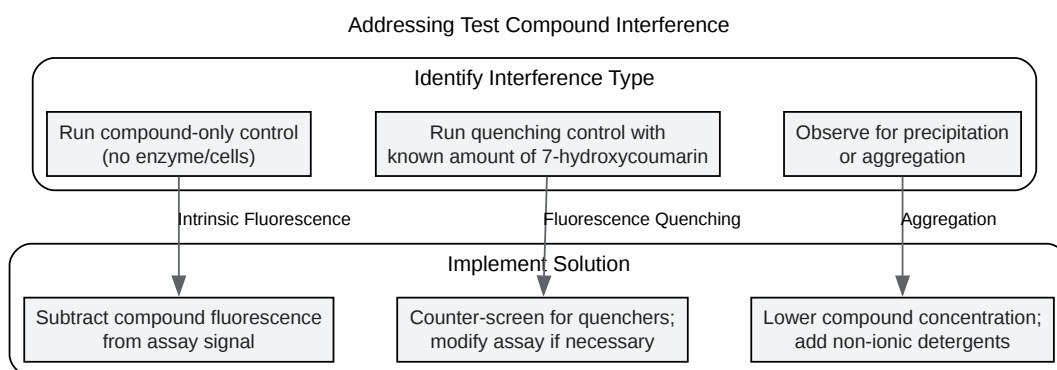 Addressing Test Compound Interference
Identify Interference Type
Run compound-only control
(no enzyme/cells)
Run quenching control with
known amount of 7-hydroxycoumarin
Observe for precipitation
or aggregation
Intrinsic Fluorescence
Fluorescence Quenching
Aggregation
Implement Solution
Subtract compound fluorescence
from assay signal
Counter-screen for quenchers;
modify assay if necessary
Lower compound concentration;
add non-ionic detergents